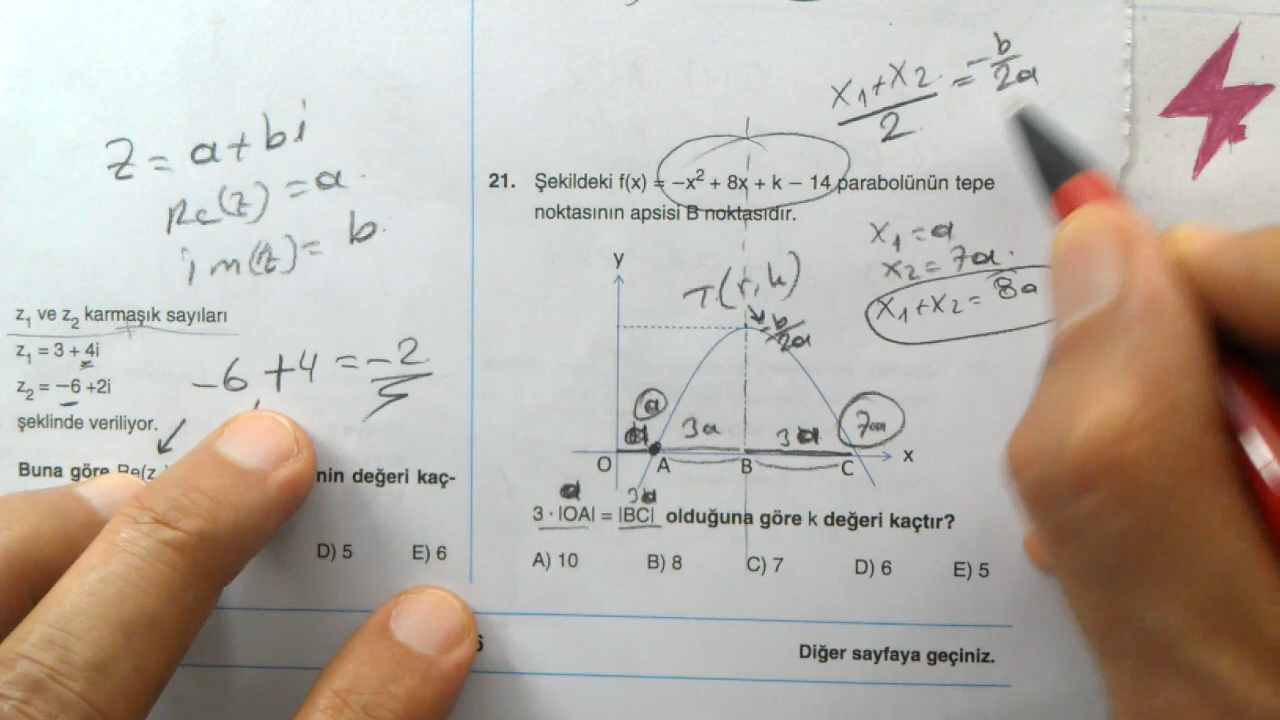 z = a + bi
Re(z) = a
im(z) = b
z₁ ve z₂ karmaşık sayıları
z₁ = 3 + 4i
z₂ = −6 +2i
şeklinde veriliyor.
−6 + 4 = −2
Buna göre Re(z
nin değeri kaç-
D) 5 E) 6
x₁+x₂/2 = −b/2a
21. Şekildeki f(x) = −x² + 8x + k − 14 parabolünün tepe
noktasının apsisi B noktasıdır.
x₁ = a
x₂ = 7a
x₁+x₂ = 8a
y
T(r,k)
−b/2a
a
a 3a 3a 7a
O A B C x
a 3a
3 · |OA| = |BC| olduğuna göre k değeri kaçtır?
A) 10 B) 8 C) 7 D) 6 E) 5
6
Diğer sayfaya geçiniz.